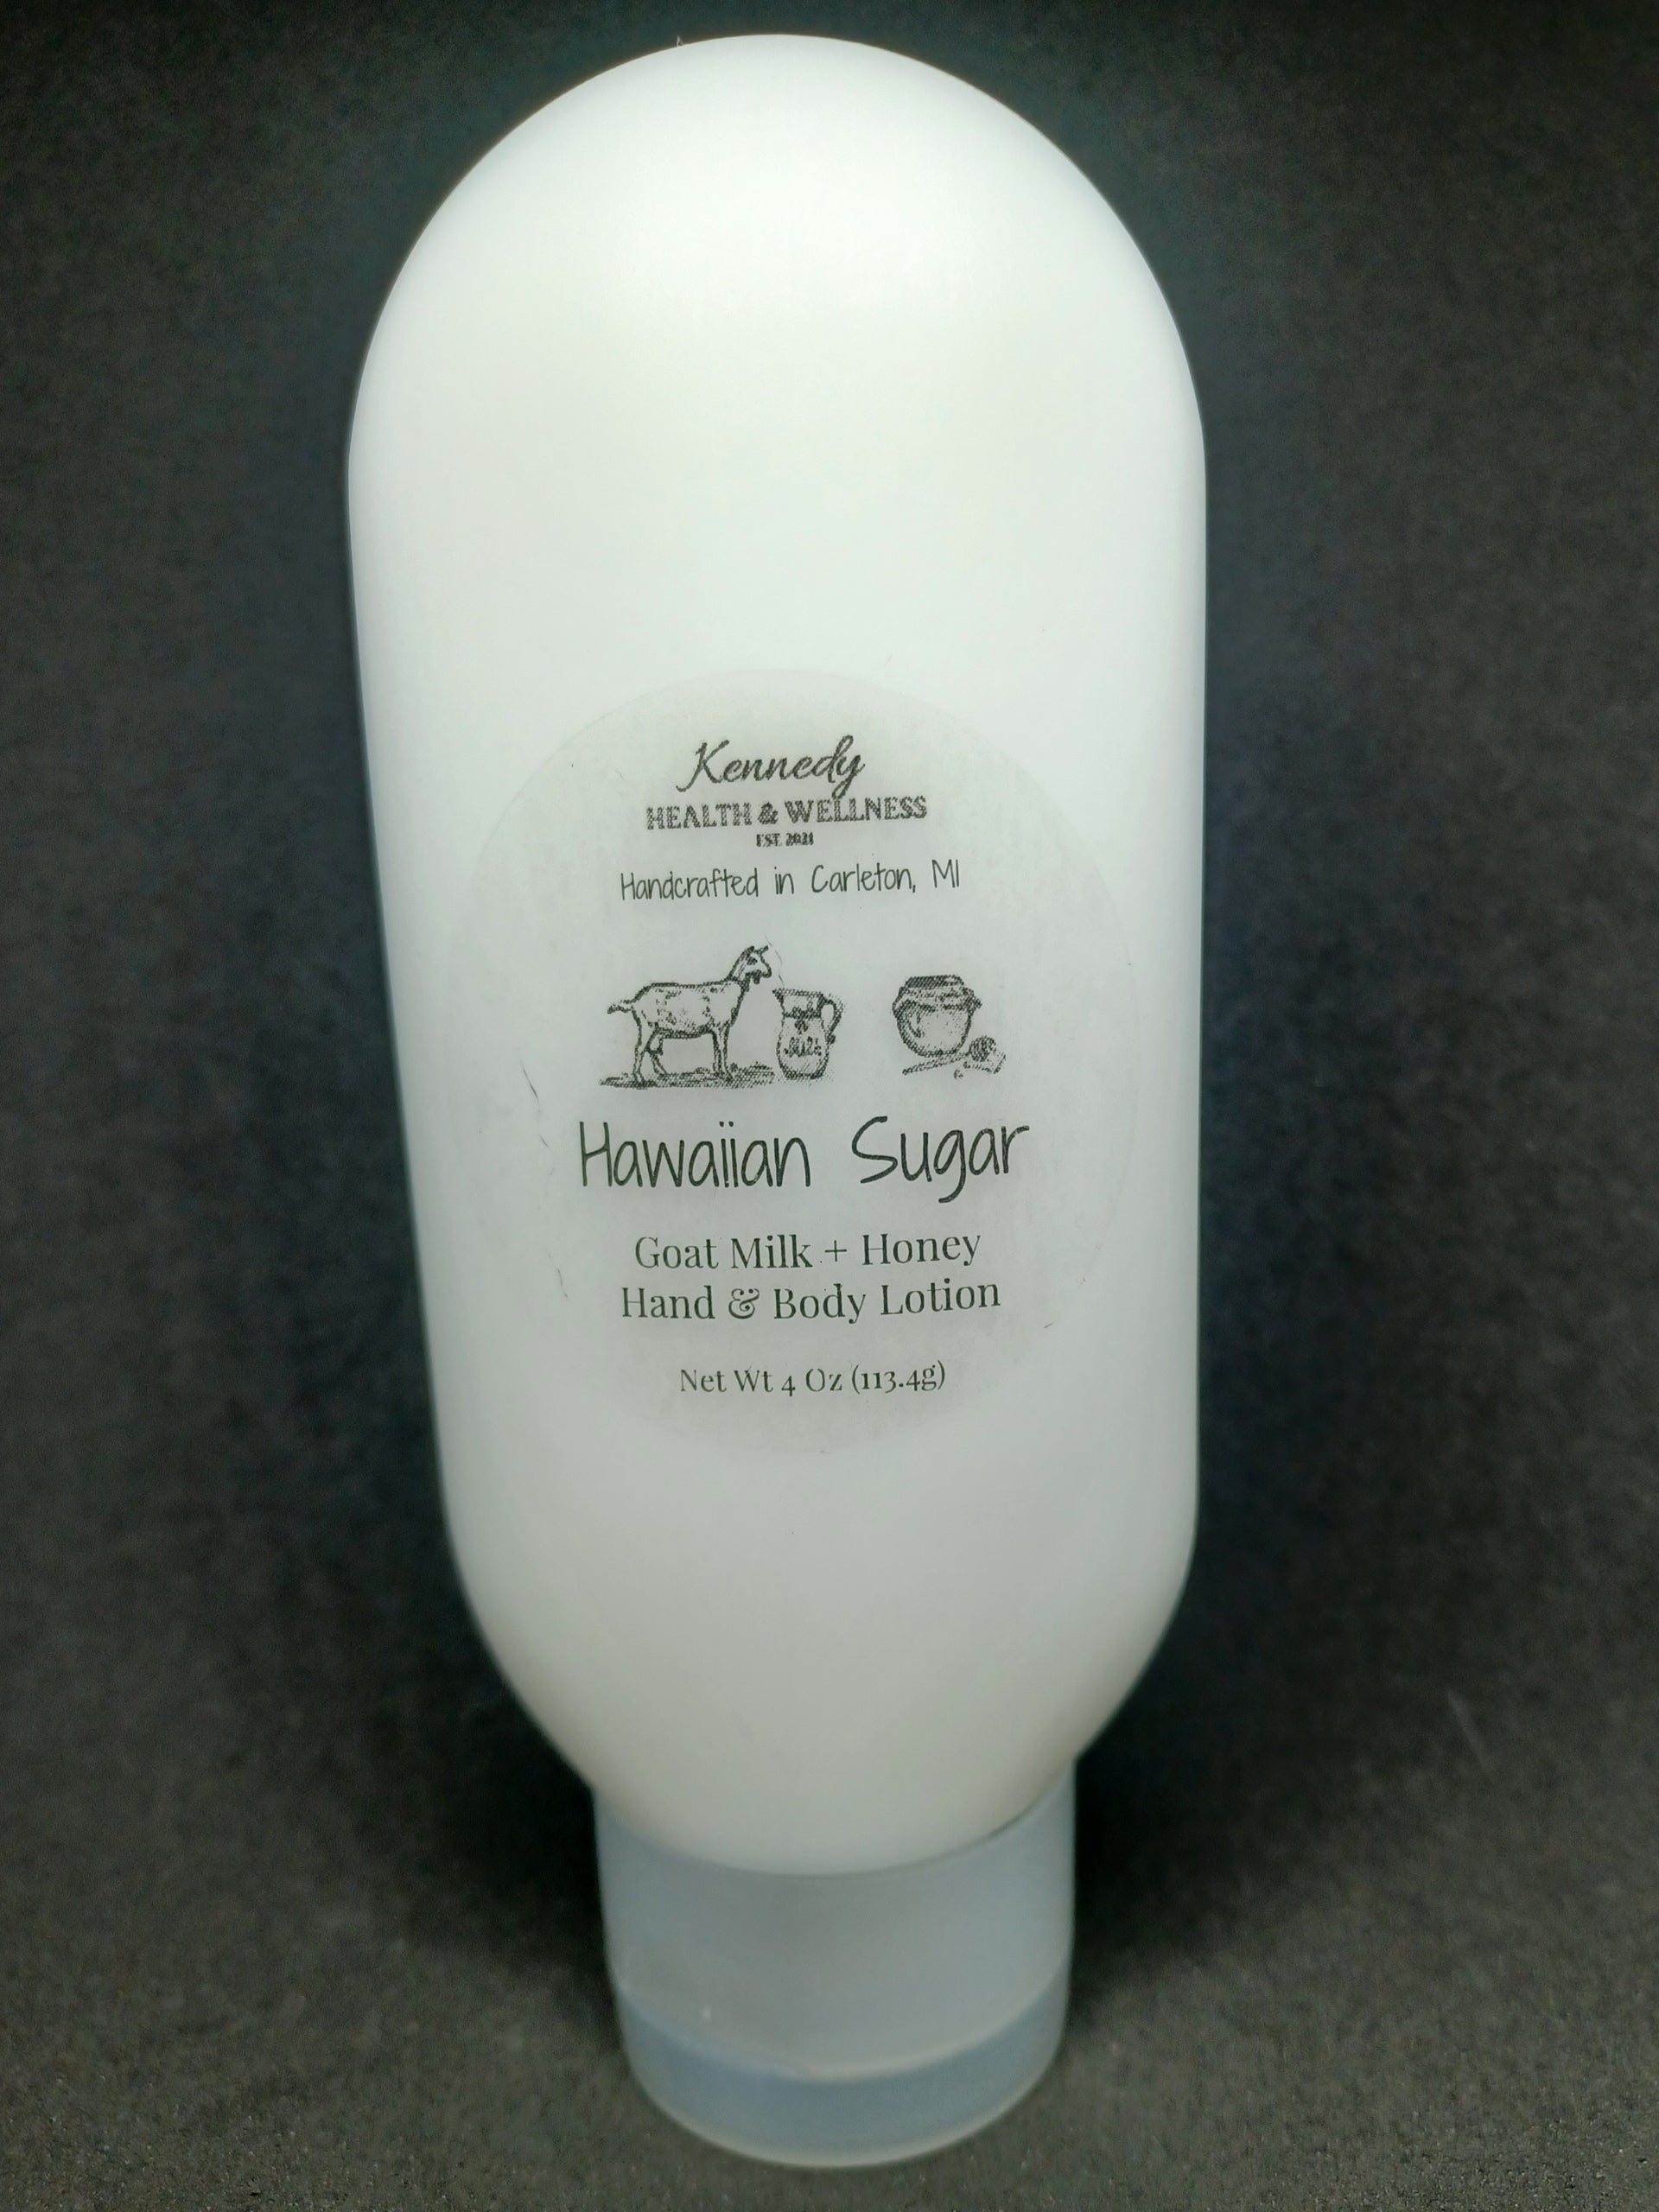 Kennedy
HEALTH & WELLNESS
EST. 2021
Handcrafted in Carleton, MI
Milk
Hawaiian Sugar
Goat Milk + Honey
Hand & Body Lotion
Net Wt 4 Oz (113.4g)